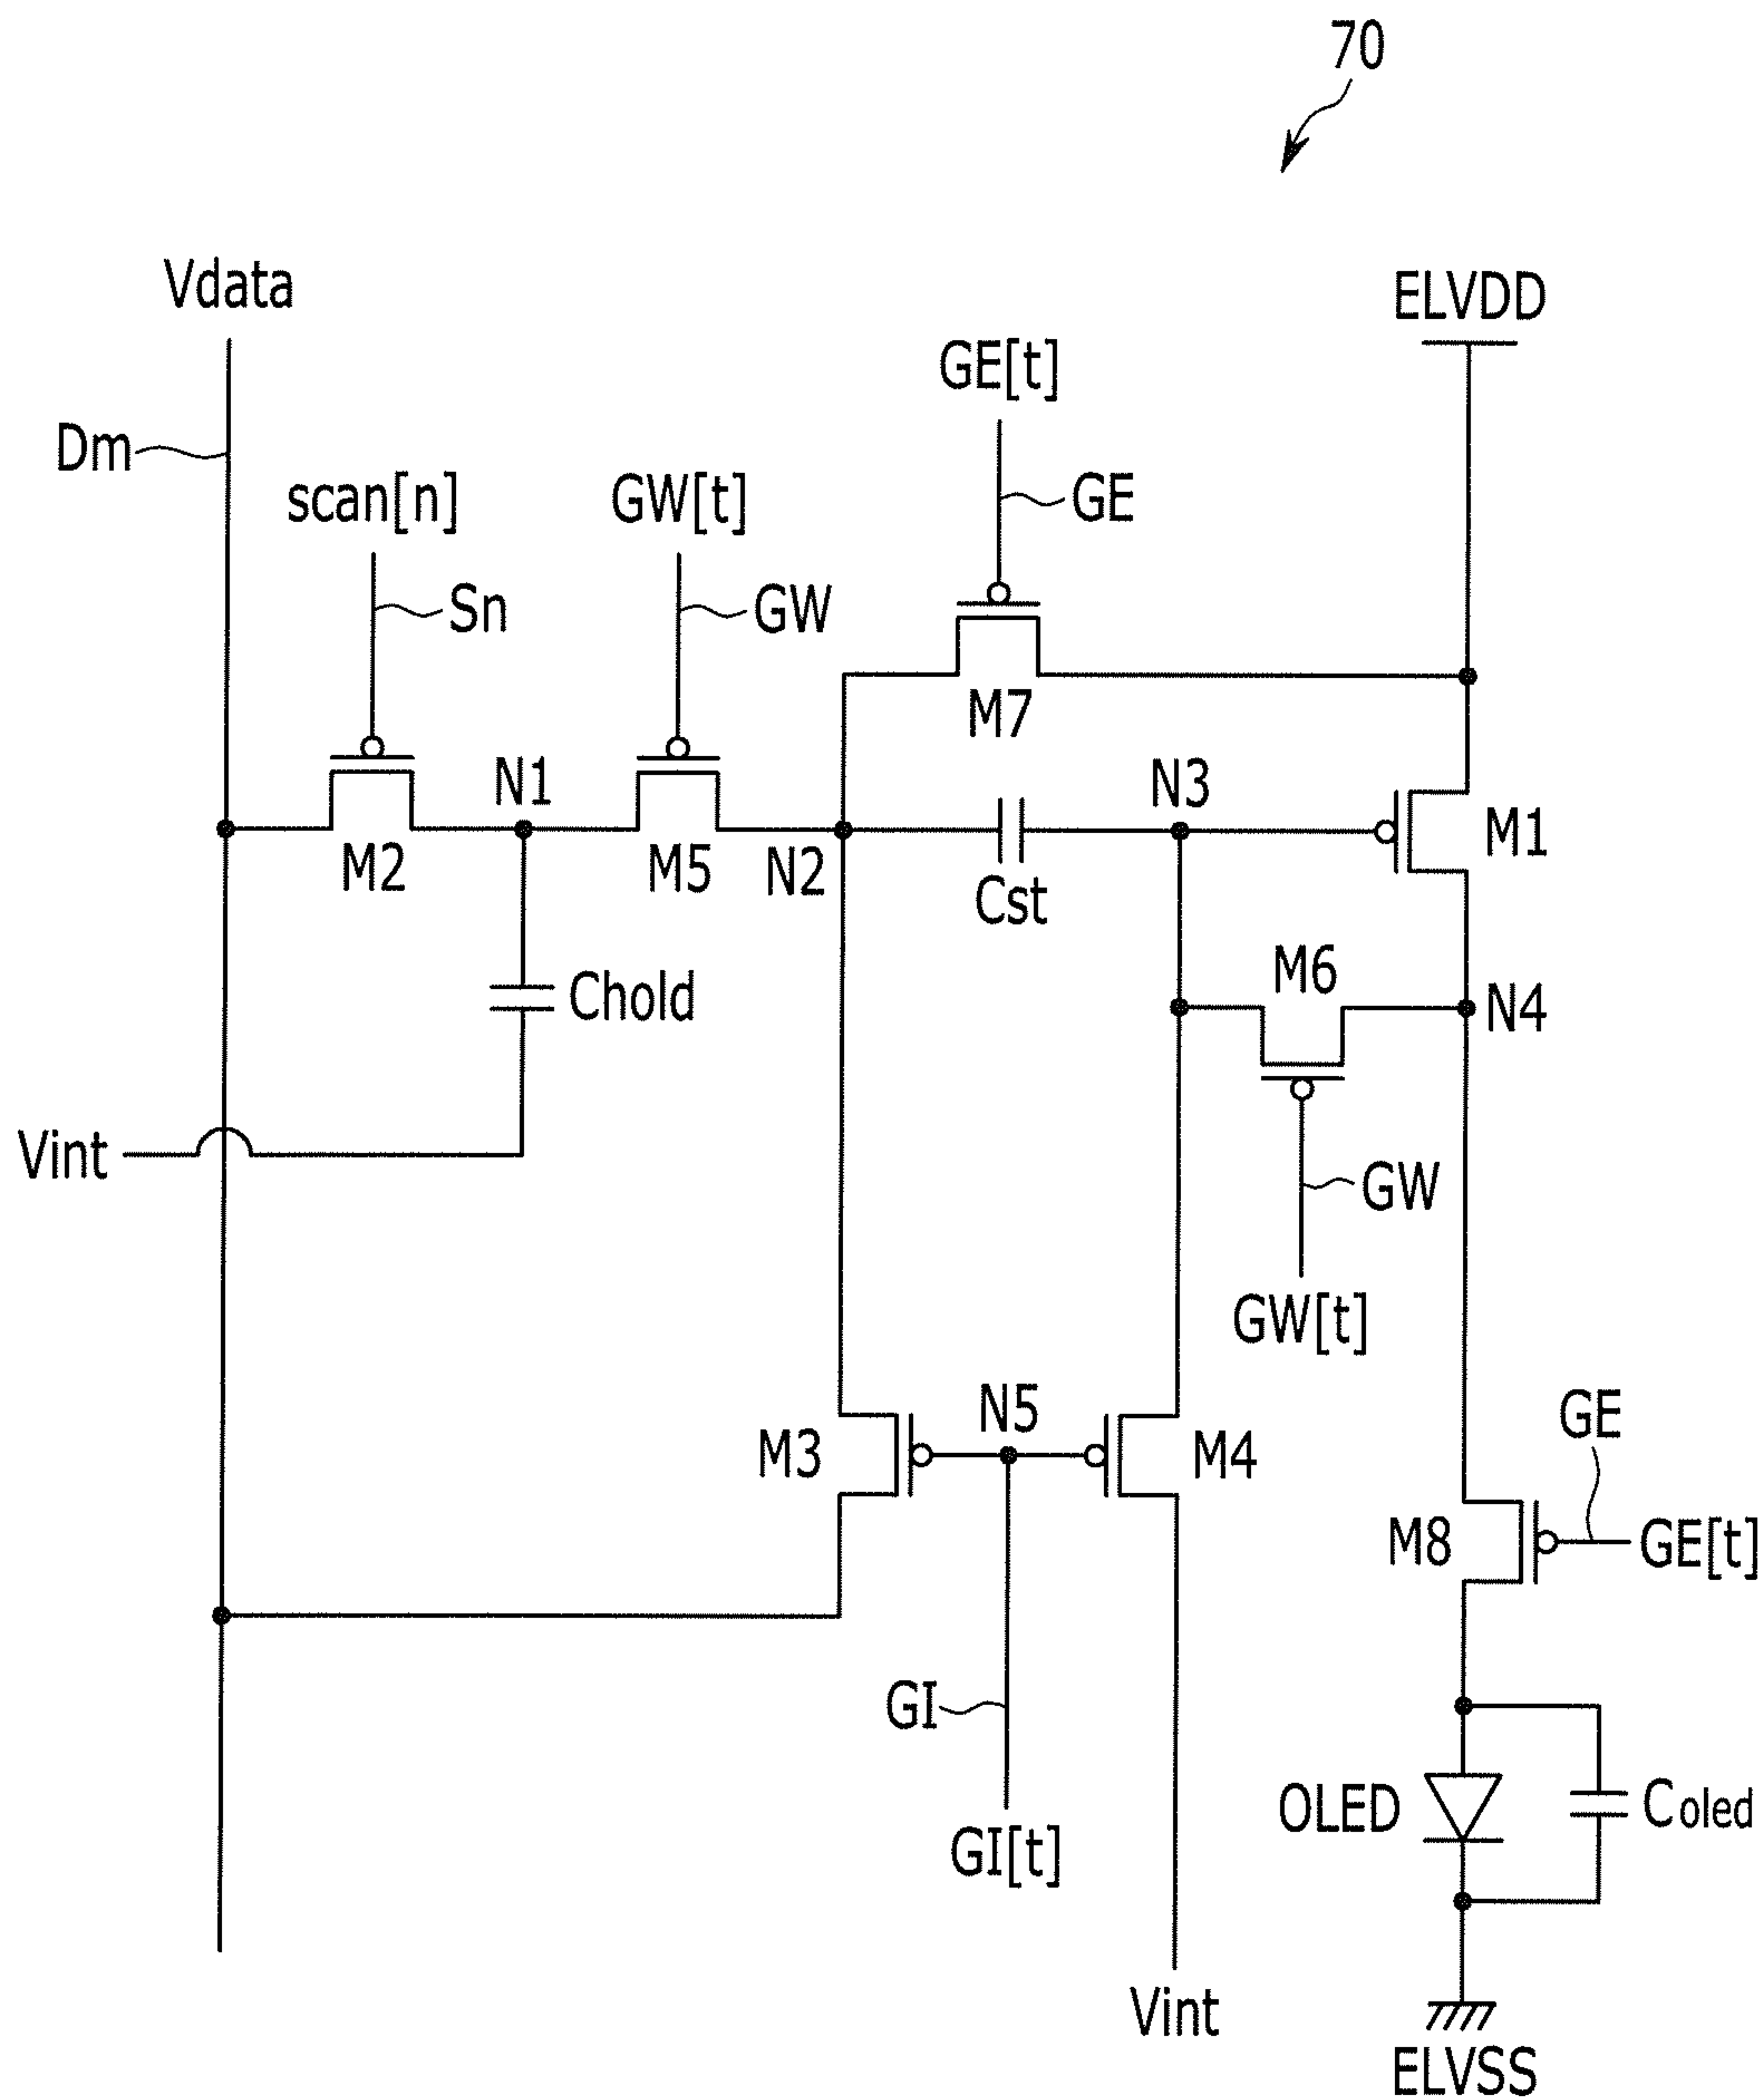 70
Vdata
ELVDD
GE[t]
Dm
scan[n]
GW[t]
GE
Sn
GW
M7
N1
N3
M2
M5
N2
Cst
M1
Chold
M6
N4
Vint
GW
GW[t]
M3
N5
M4
GE
M8
GE[t]
GI
OLED
Coled
GI[t]
Vint
ELVSS